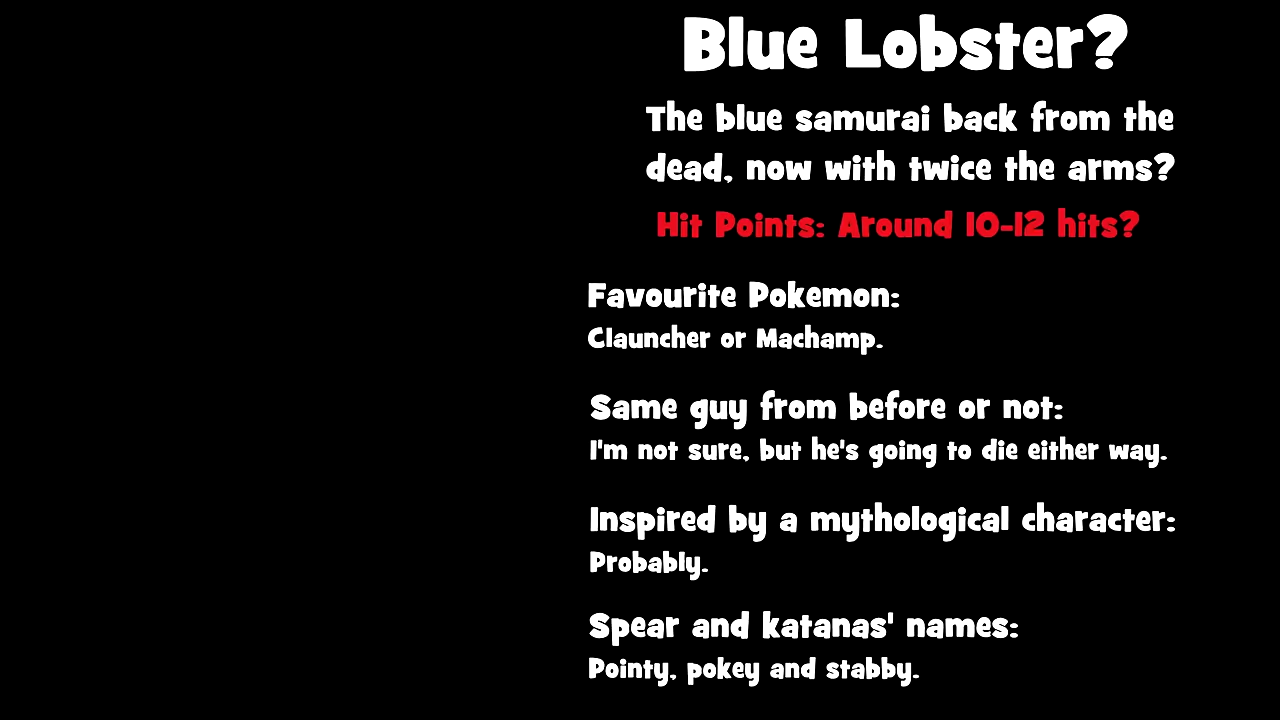 Blue Lobster?
The blue samurai back from the
dead, now with twice the arms?
Hit Points: Around 10-12 hits?
Favourite Pokemon:
Clauncher or Machamp.
Same guy from before or not:
I'm not sure, but he's going to die either way.
Inspired by a mythological character:
Probably.
Spear and katanas' names:
Pointy, pokey and stabby.